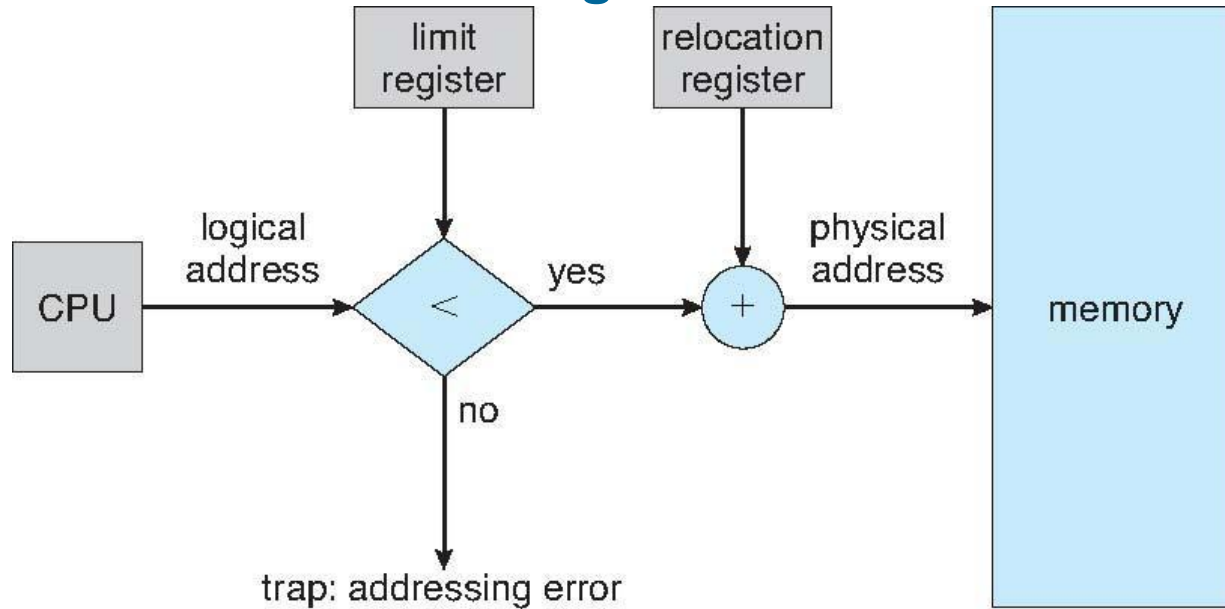 limit
register
relocation
register
logical
address
physical
address
CPU
<
yes
+
memory
no
trap: addressing error